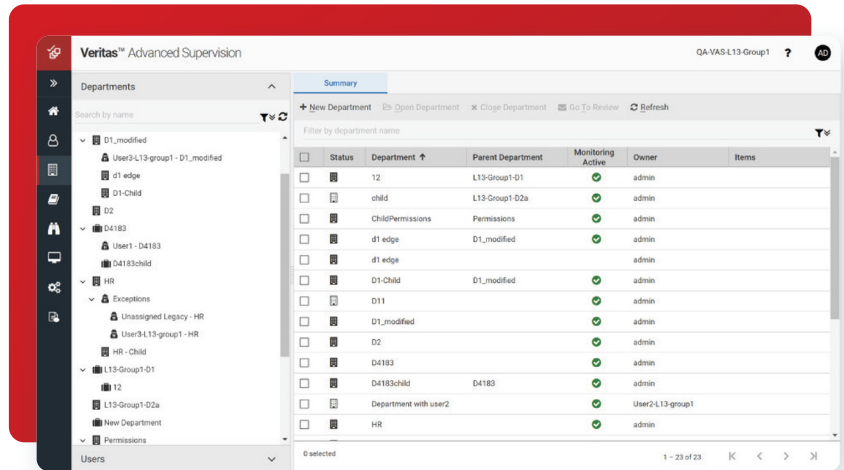 Veritas™ Advanced Supervision
QA-VAS-L13-Group1 ? AD
Departments
Search by name
D1_modified
User3-L13-group1 - D1_modified
d1 edge
D1-Child
D2
D4183
User1 - D4183
D4183child
HR
Exceptions
Unassigned Legacy - HR
User3-L13-group1 - HR
HR - Child
L13-Group1-D1
12
L13-Group1-D2a
New Department
Permissions
Users
Summary
+ New Department Open Department Close Department Go To Review Refresh
Filter by department name
Status Department ↑ Parent Department Monitoring Active Owner Items
12 L13-Group1-D1 admin
child L13-Group1-D2a admin
ChildPermissions Permissions admin
d1 edge D1_modified admin
d1 edge admin
D1-Child D1_modified admin
D11 admin
D1_modified admin
D2 admin
D4183 admin
D4183child D4183 admin
Department with user2 User2-L13-group1
HR admin
0 selected
1 – 23 of 23